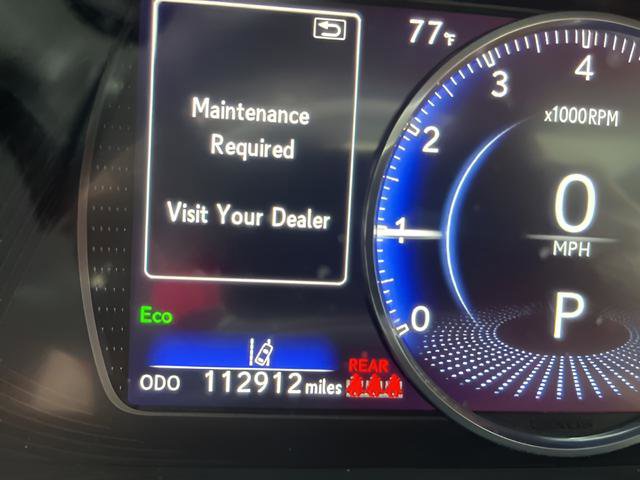 77°F
Maintenance
Required
Visit Your Dealer
4
3
x1000RPM
2
0
MPH
1
P
Eco
0
REAR
ODO 112912 miles